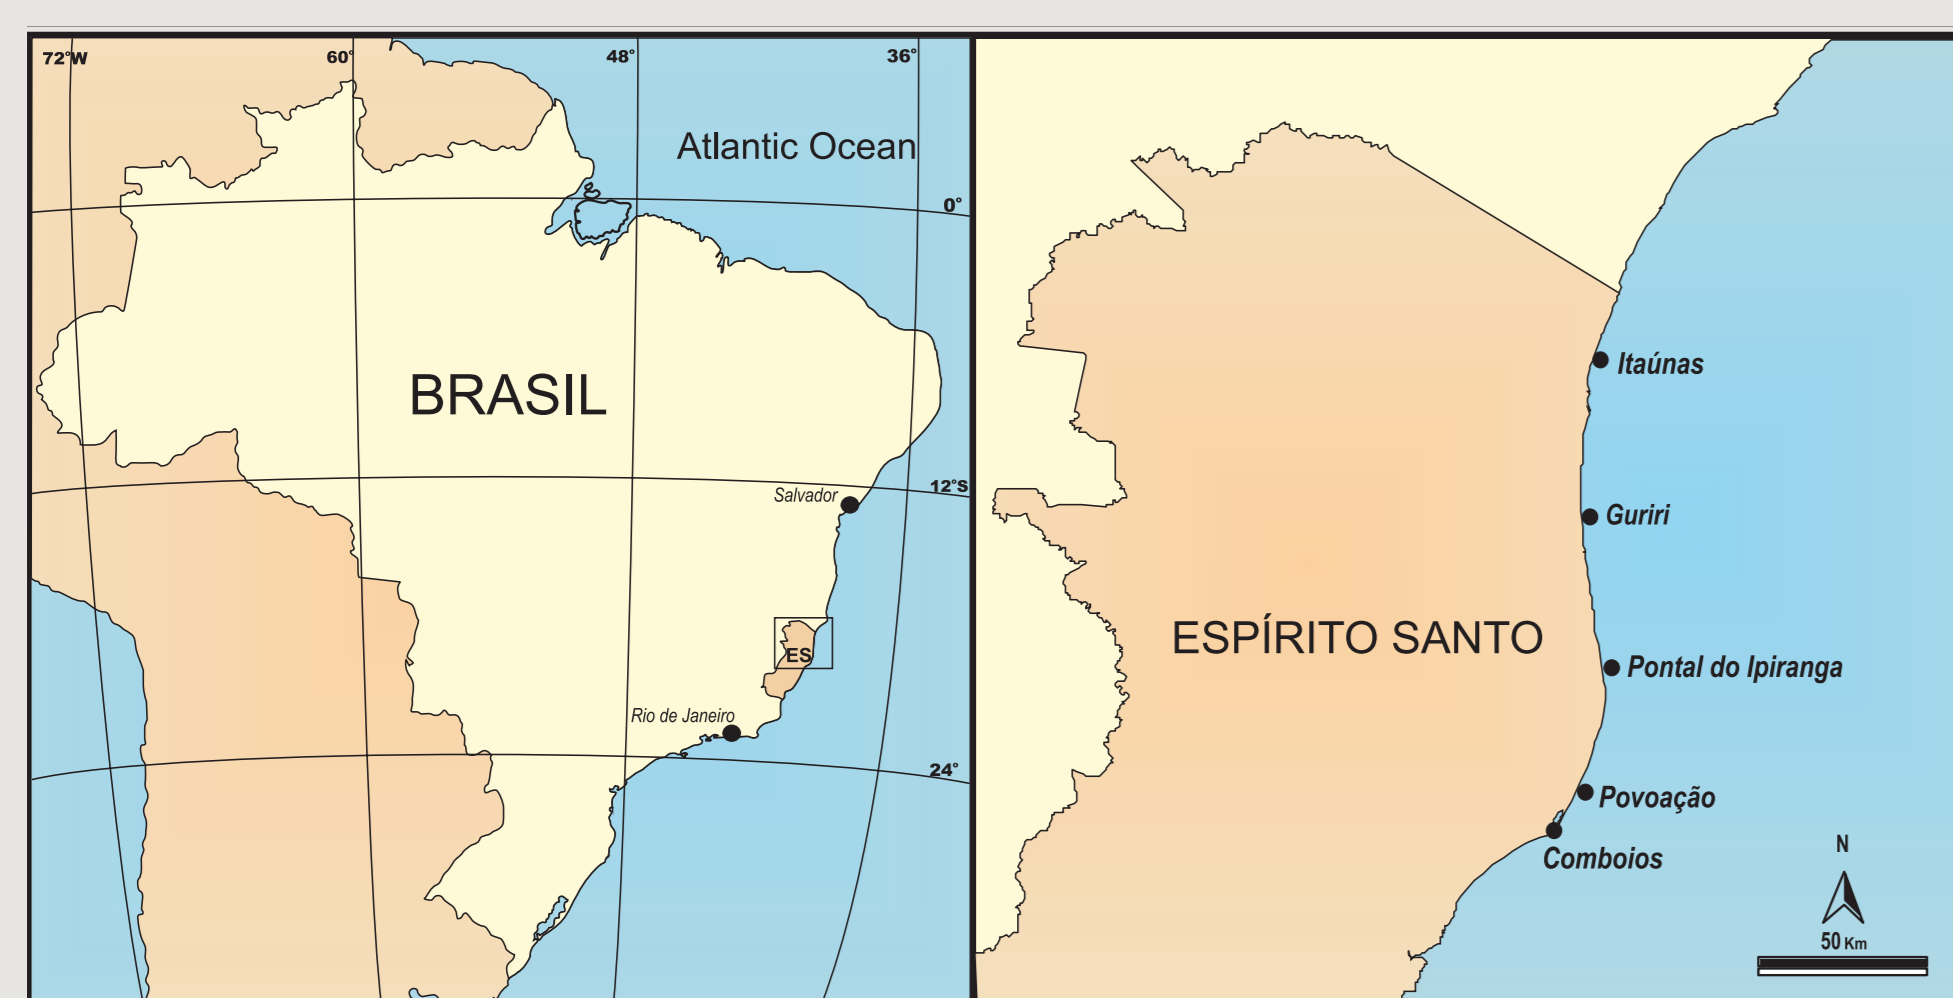 72°W
60°
48°
36°
Atlantic Ocean
0°
BRASIL
12°S
Salvador
ES
Rio de Janeiro
24°
Itaúnas
Guriri
ESPÍRITO SANTO
Pontal do Ipiranga
Povoação
Comboios
N
50 Km